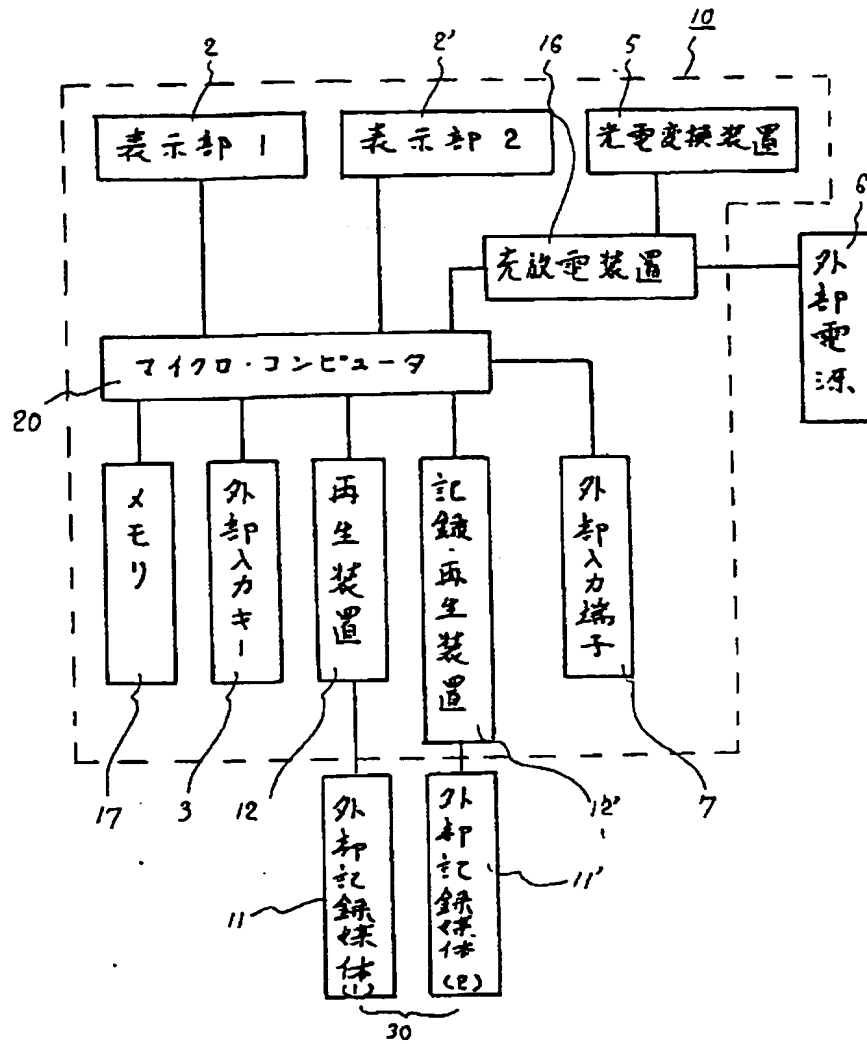 2
2'
16
5
10
表示部1
表示部2
光電変換装置
6
充放電装置
外部電源
マイクロ・コンピュータ
20
メモリ
外部入力キー
再生装置
記録・再生装置
外部入力端子
17
3
12
12'
7
外部記録媒体(1)
外部記録媒体(2)
11
11'
30